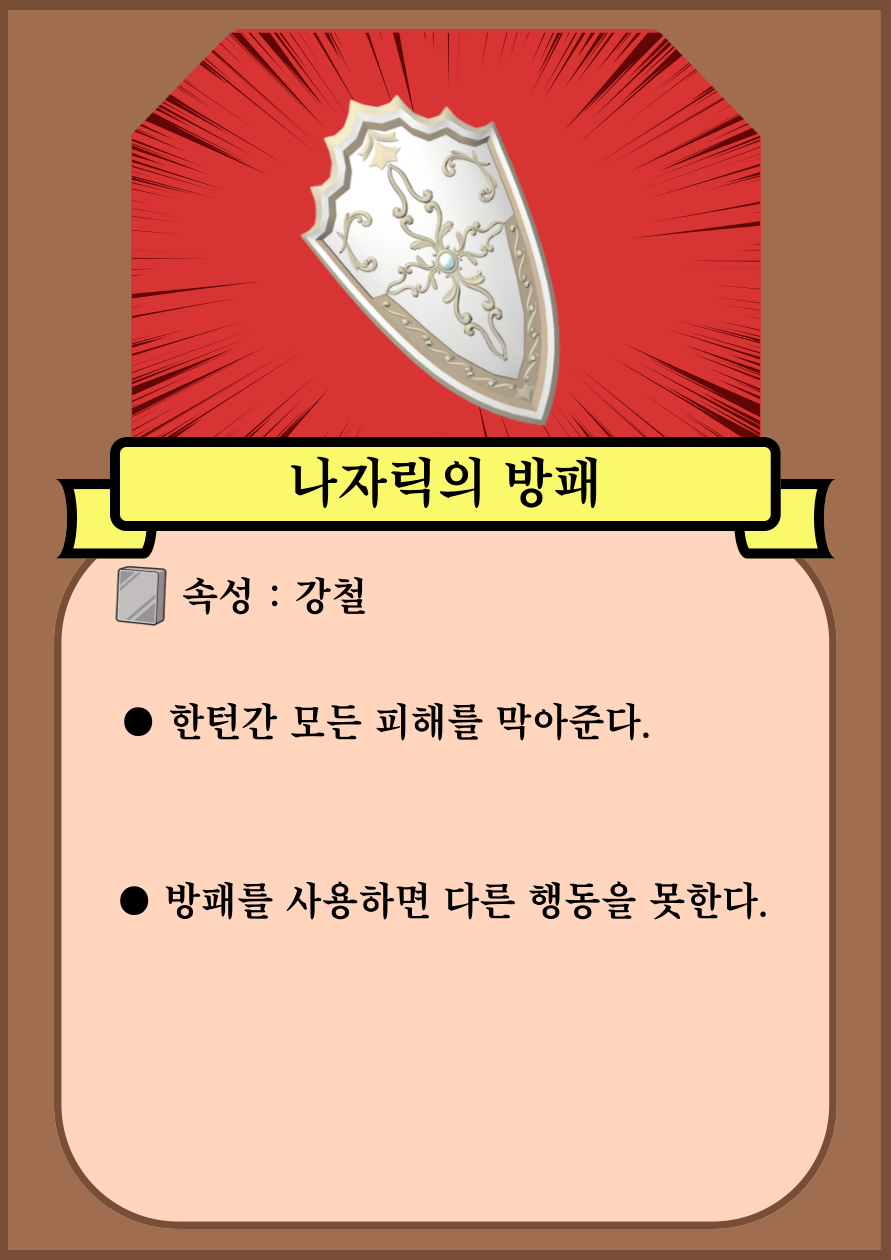 나자릭의 방패
속성 : 강철
● 한턴간 모든 피해를 막아준다.
● 방패를 사용하면 다른 행동을 못한다.